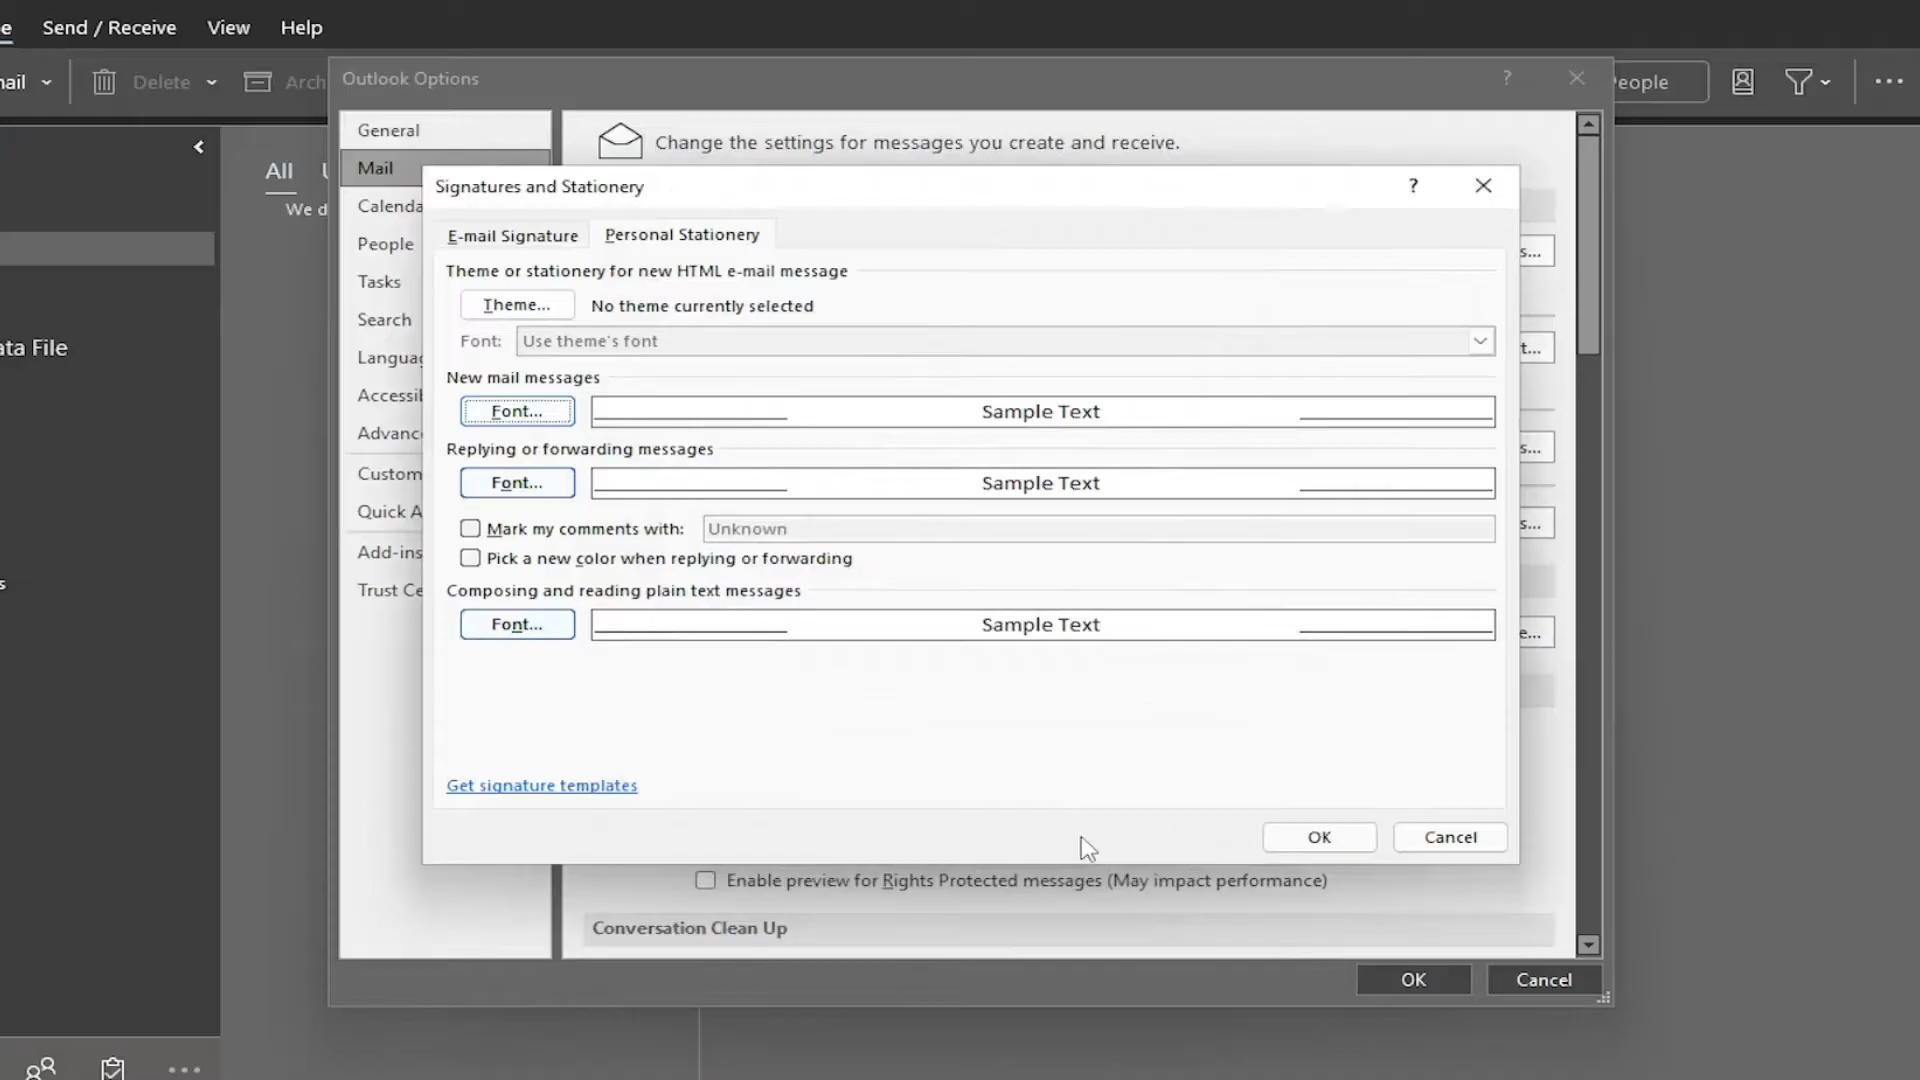 Send / Receive View Help
Delete
Outlook Options ?
General
Mail
People
Tasks
Search
Add-ins
All
Change the settings for messages you create and receive.
Signatures and Stationery ?
E-mail Signature Personal Stationery
Theme or stationery for new HTML e-mail message
Theme... No theme currently selected
Font: Use theme's font
New mail messages
Font... Sample Text
Replying or forwarding messages
Font... Sample Text
Mark my comments with: Unknown
Pick a new color when replying or forwarding
Composing and reading plain text messages
Font... Sample Text
Get signature templates
OK Cancel
Enable preview for Rights Protected messages (May impact performance)
Conversation Clean Up
OK Cancel
File